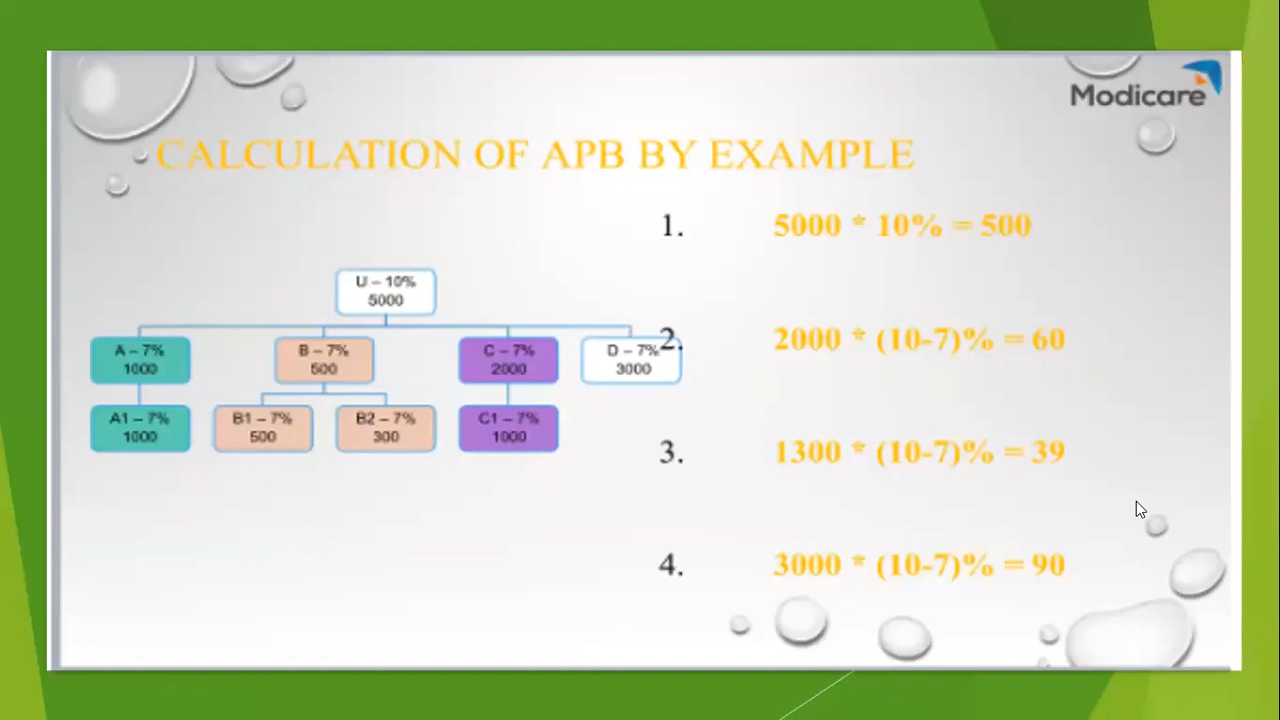 Modicare
CALCULATION OF APB BY EXAMPLE
1. 5000 * 10% = 500
U – 10%
5000
2. 2000 * (10-7)% = 60
A – 7%
1000
B – 7%
500
C – 7%
2000
D – 7%
3000
A1 – 7%
1000
B1 – 7%
500
B2 – 7%
300
C1 – 7%
1000
3. 1300 * (10-7)% = 39
4. 3000 * (10-7)% = 90